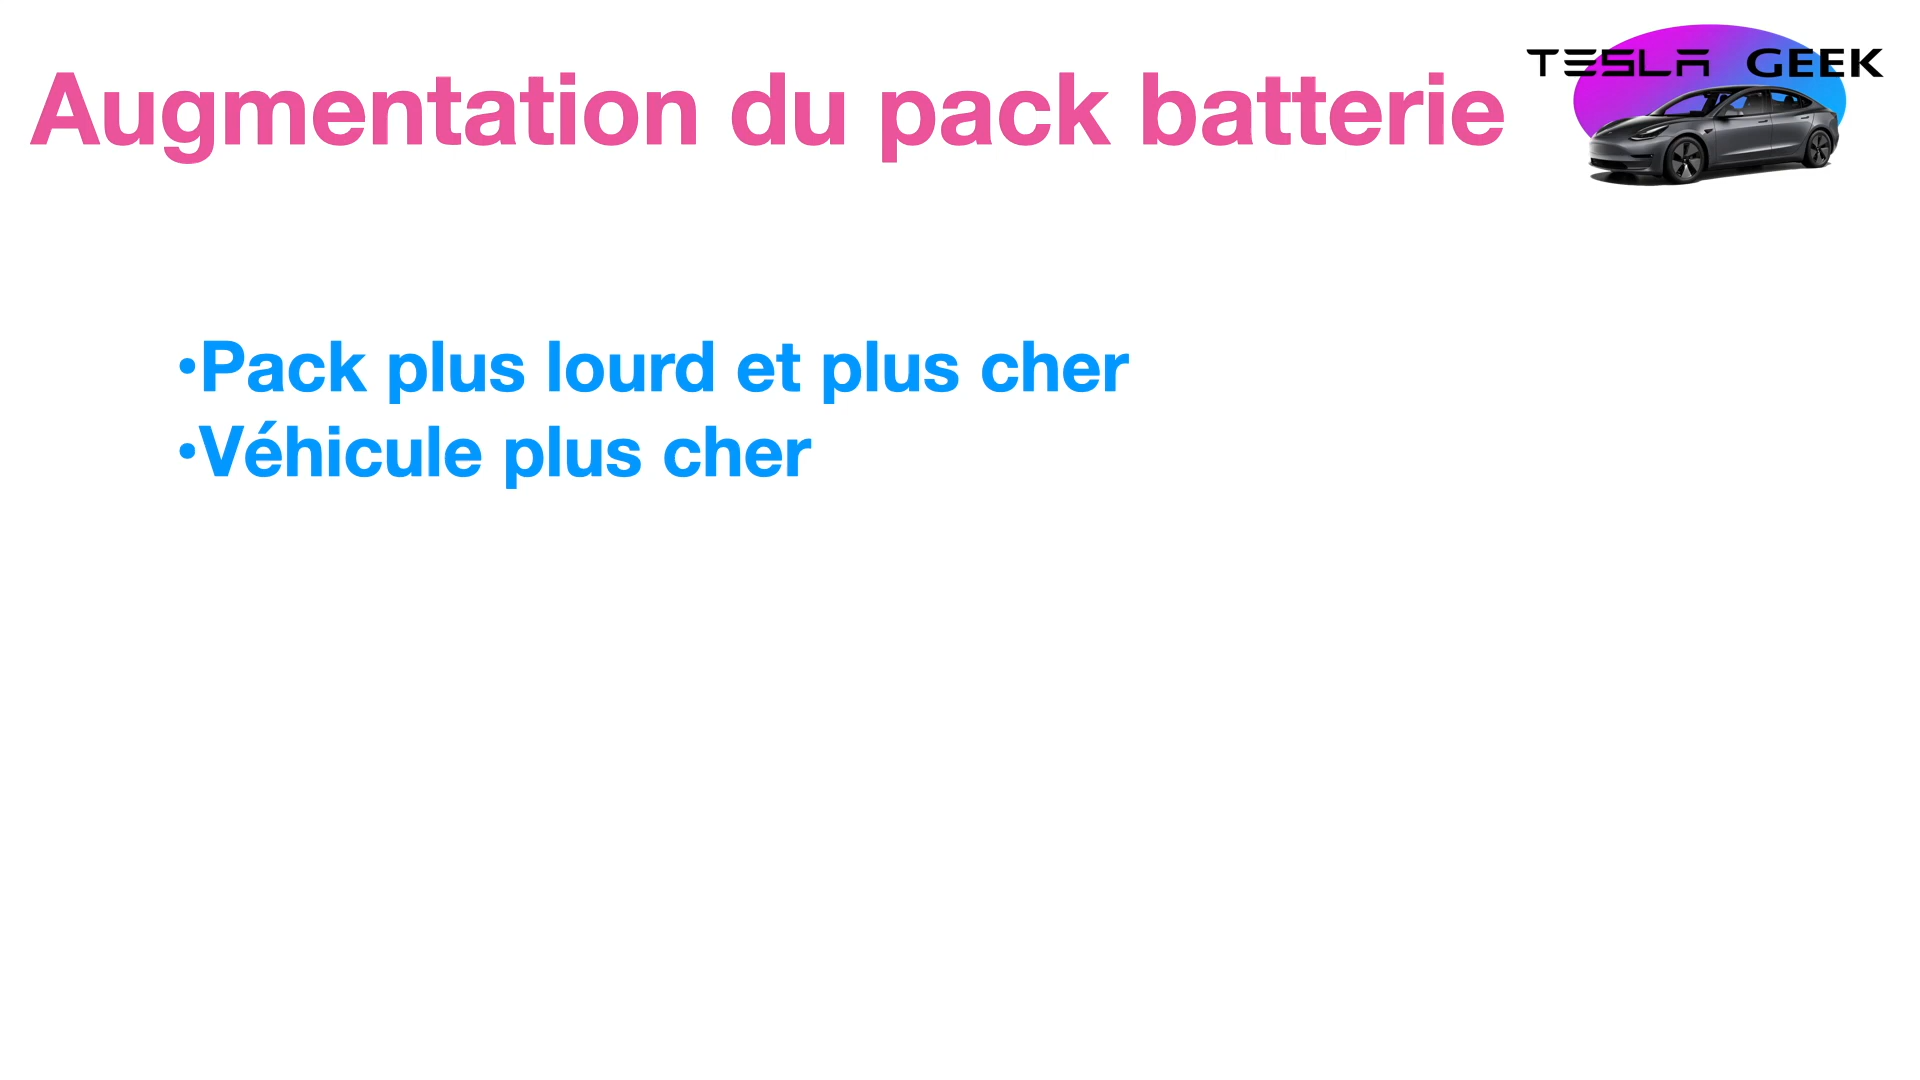 TESLA GEEK
Augmentation du pack batterie
•Pack plus lourd et plus cher
•Véhicule plus cher